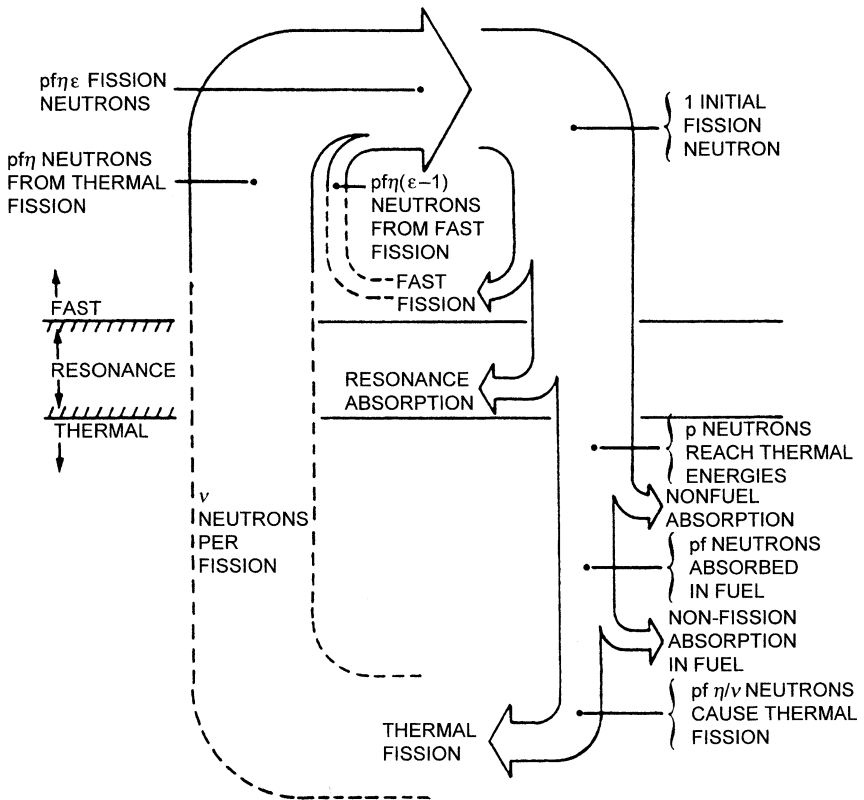 pfηε FISSION
NEUTRONS
1 INITIAL
FISSION
NEUTRON
pfη NEUTRONS
FROM THERMAL
FISSION
pfη(ε−1)
NEUTRONS
FROM FAST
FISSION
FAST
FISSION
FAST
RESONANCE
THERMAL
RESONANCE
ABSORPTION
p NEUTRONS
REACH THERMAL
ENERGIES
NONFUEL
ABSORPTION
ν
NEUTRONS
PER
FISSION
pf NEUTRONS
ABSORBED
IN FUEL
NON-FISSION
ABSORPTION
IN FUEL
pf η/ν NEUTRONS
CAUSE THERMAL
FISSION
THERMAL
FISSION